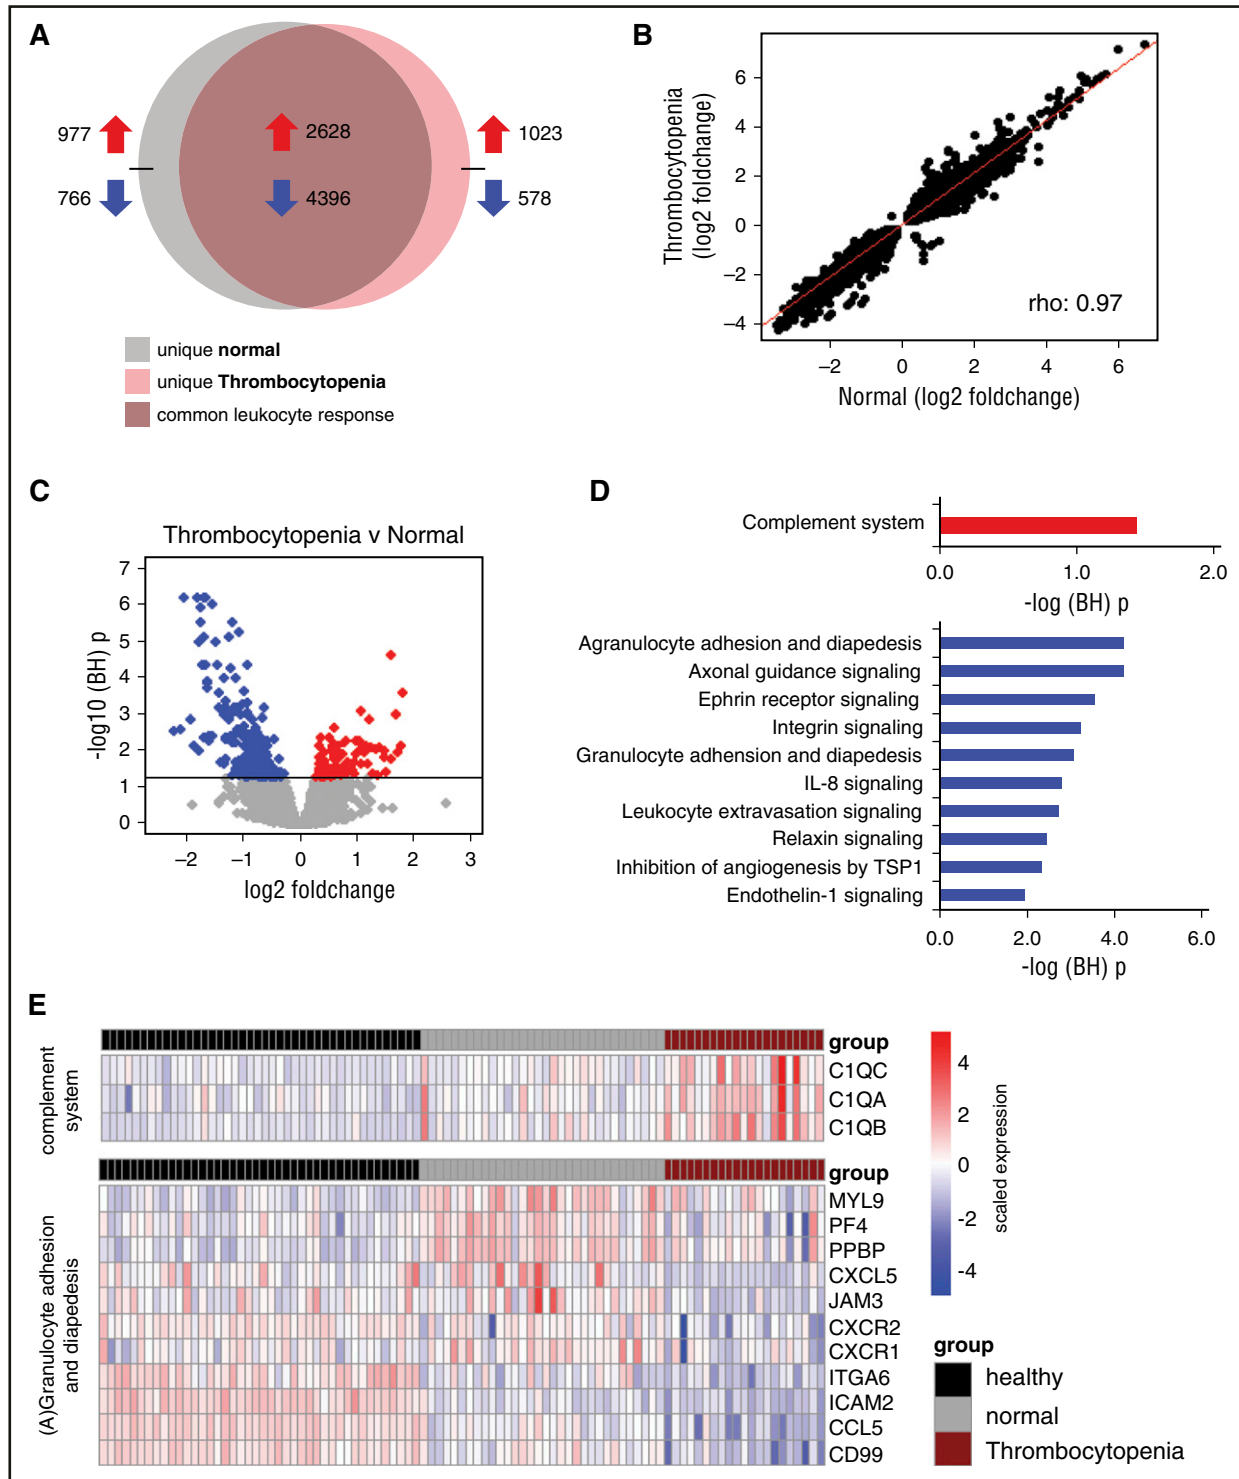 A
977
766
2628
4396
1023
578
unique normal
unique Thrombocytopenia
common leukocyte response
B
Thrombocytopenia
(log2 foldchange)
6
4
2
0
−2
−4
rho: 0.97
−2 0 2 4 6
Normal (log2 foldchange)
C
Thrombocytopenia v Normal
-log10 (BH) p
7
6
5
4
3
2
1
0
−2 −1 0 1 2 3
log2 foldchange
D
Complement system
0.0 1.0 2.0
-log (BH) p
Agranulocyte adhesion and diapedesis
Axonal guidance signaling
Ephrin receptor signaling
Integrin signaling
Granulocyte adhension and diapedesis
IL-8 signaling
Leukocyte extravasation signaling
Relaxin signaling
Inhibition of angiogenesis by TSP1
Endothelin-1 signaling
0.0 2.0 4.0 6.0
-log (BH) p
E
complement
system
group
C1QC
C1QA
C1QB
(A)Granulocyte adhesion
and diapedesis
group
MYL9
PF4
PPBP
CXCL5
JAM3
CXCR2
CXCR1
ITGA6
ICAM2
CCL5
CD99
4
2
0
-2
-4
scaled expression
group
healthy
normal
Thrombocytopenia